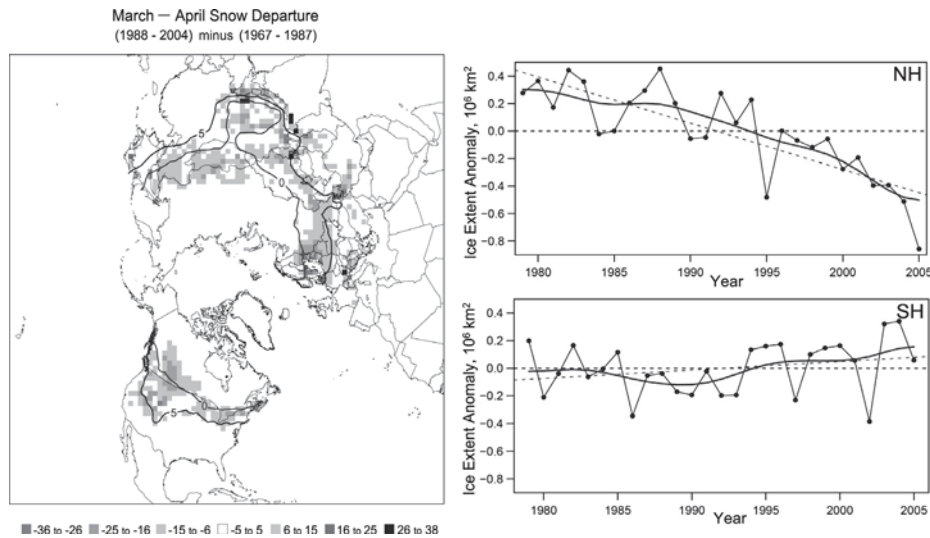 March — April Snow Departure
(1988 - 2004) minus (1967 - 1987)
5
0
0
5
-36 to -26 -25 to -16 -15 to -6 -5 to 5 6 to 15 16 to 25 26 to 38
NH
Ice Extent Anomaly, 10⁶ km²
0.4
0.2
0.0
-0.2
-0.4
-0.6
-0.8
1980 1985 1990 1995 2000 2005
Year
SH
Ice Extent Anomaly, 10⁶ km²
0.4
0.2
0.0
-0.2
-0.4
-0.6
-0.8
1980 1985 1990 1995 2000 2005
Year